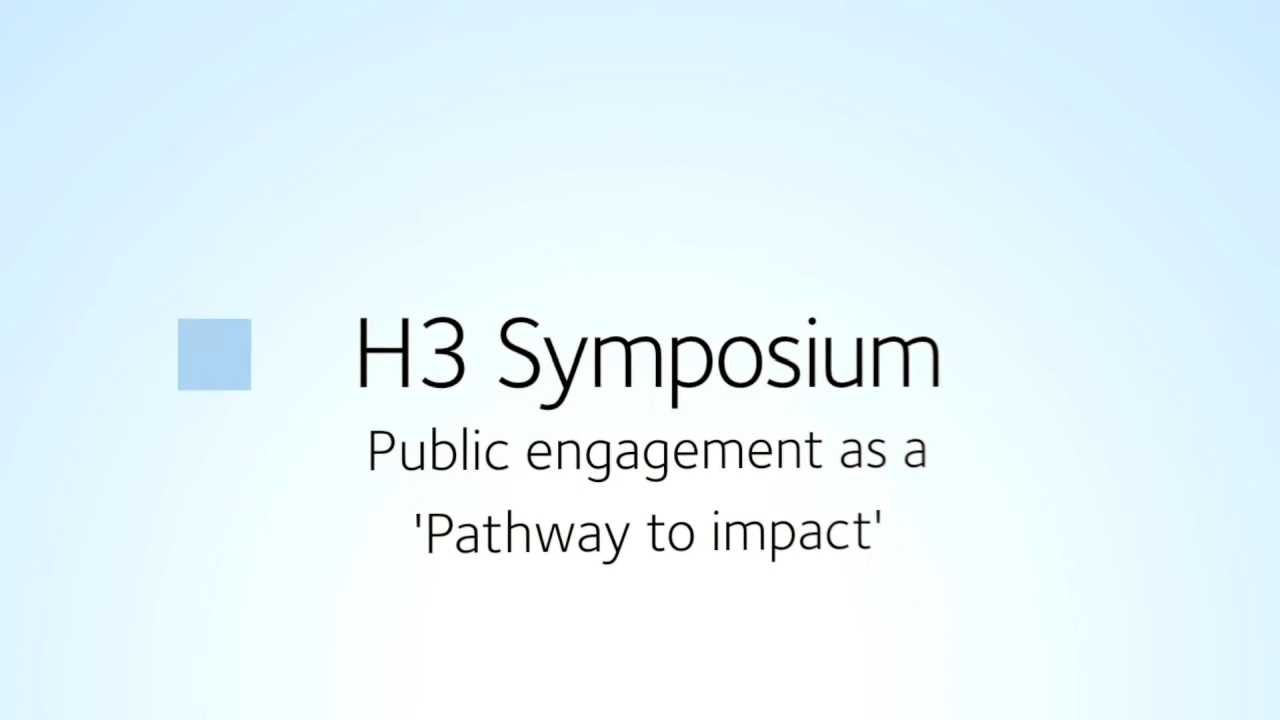 H3 Symposium
Public engagement as a
'Pathway to impact'